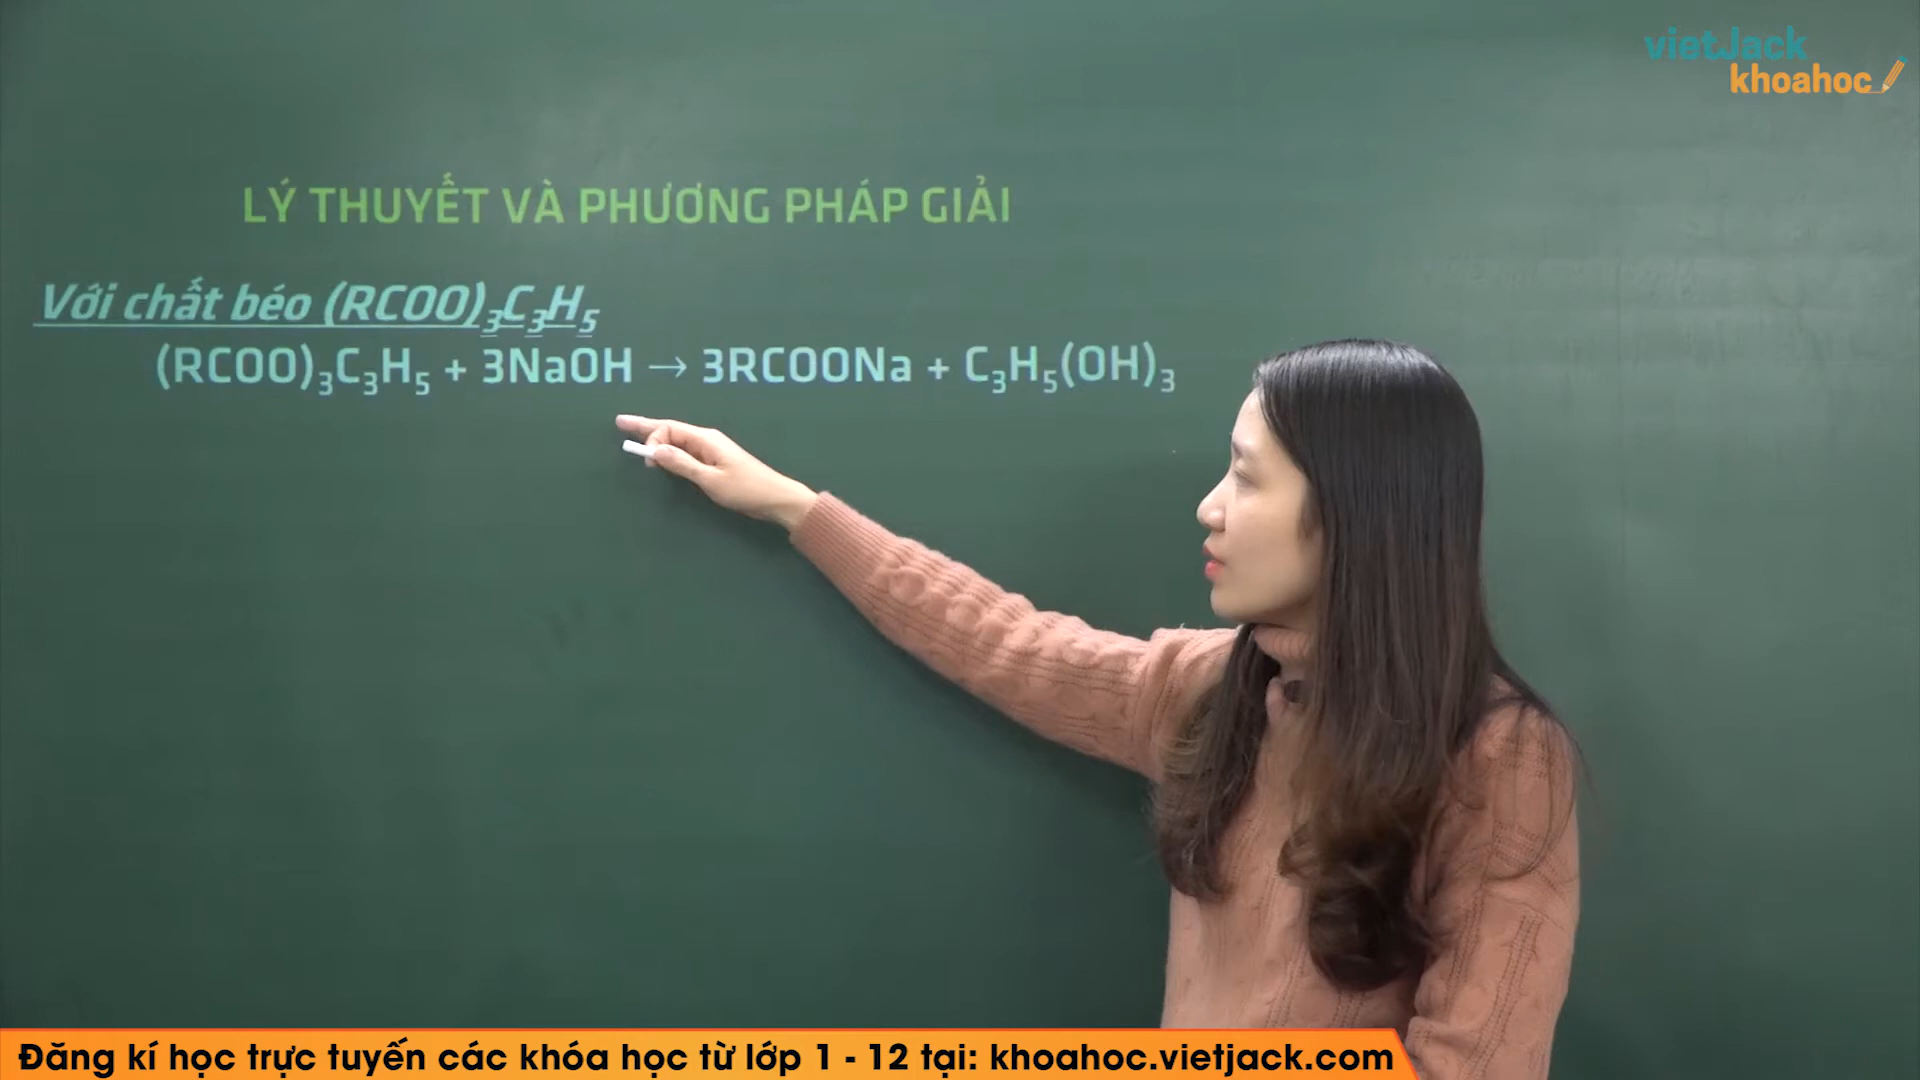 vietJack
khoahoc
LÝ THUYẾT VÀ PHƯƠNG PHÁP GIẢI
Với chất béo (RCOO)₃C₃H₅
(RCOO)₃C₃H₅ + 3NaOH → 3RCOONa + C₃H₅(OH)₃
Đăng kí học trực tuyến các khóa học từ lớp 1 - 12 tại: khoahoc.vietjack.com